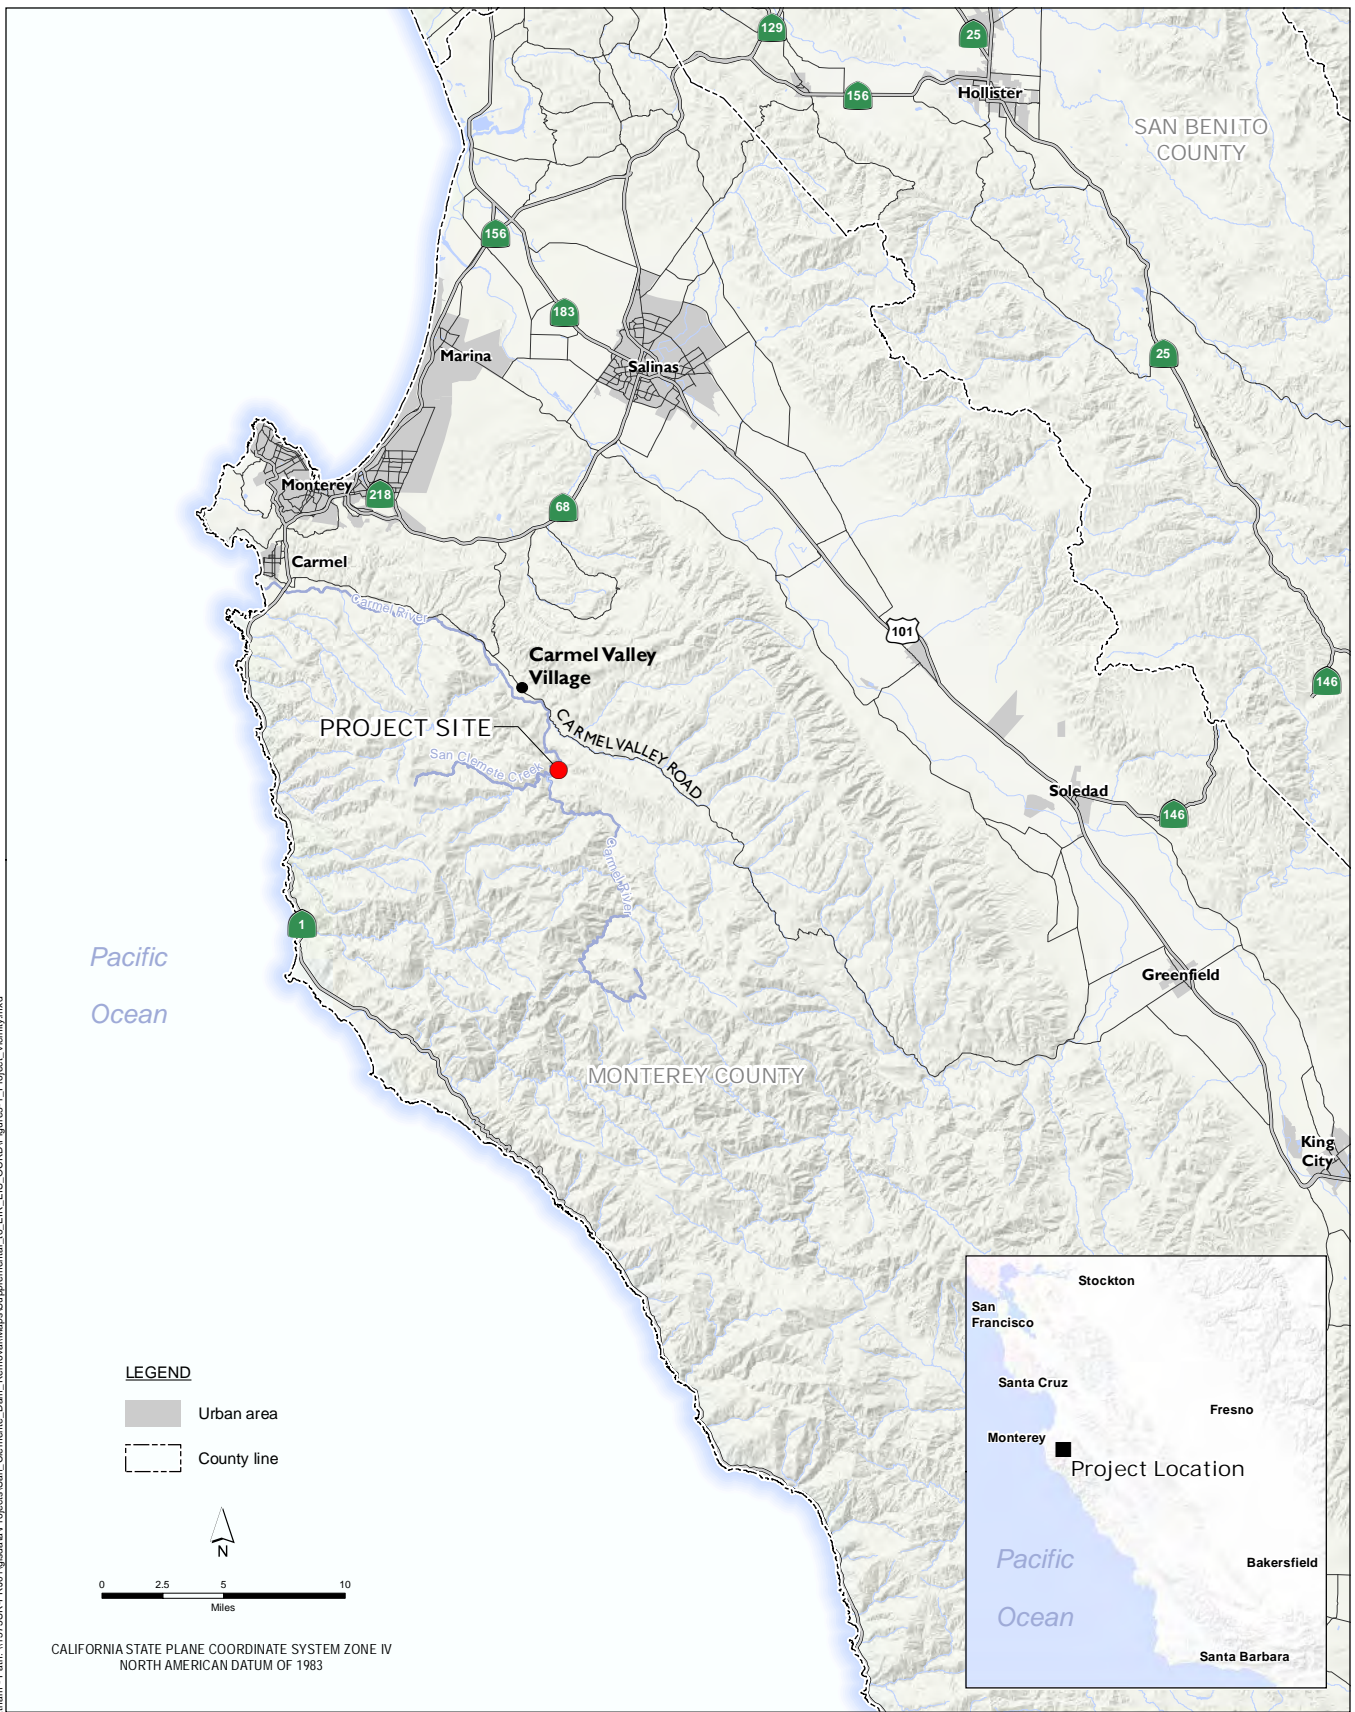 129
25
156
Hollister
SAN BENITO
COUNTY
156
183
Marina
Salinas
25
Monterey
218
68
Carmel
Carmel River
101
Carmel Valley
Village
146
PROJECT SITE
CARMEL VALLEY ROAD
San Clemete Creek
Soledad
146
Carmel River
1
Pacific
Ocean
Greenfield
MONTEREY COUNTY
King
City
LEGEND
Urban area
County line
N
0 2.5 5 10
Miles
CALIFORNIA STATE PLANE COORDINATE SYSTEM ZONE IV
NORTH AMERICAN DATUM OF 1983
Stockton
San
Francisco
Santa Cruz
Fresno
Monterey
Project Location
Pacific
Ocean
Bakersfield
Santa Barbara